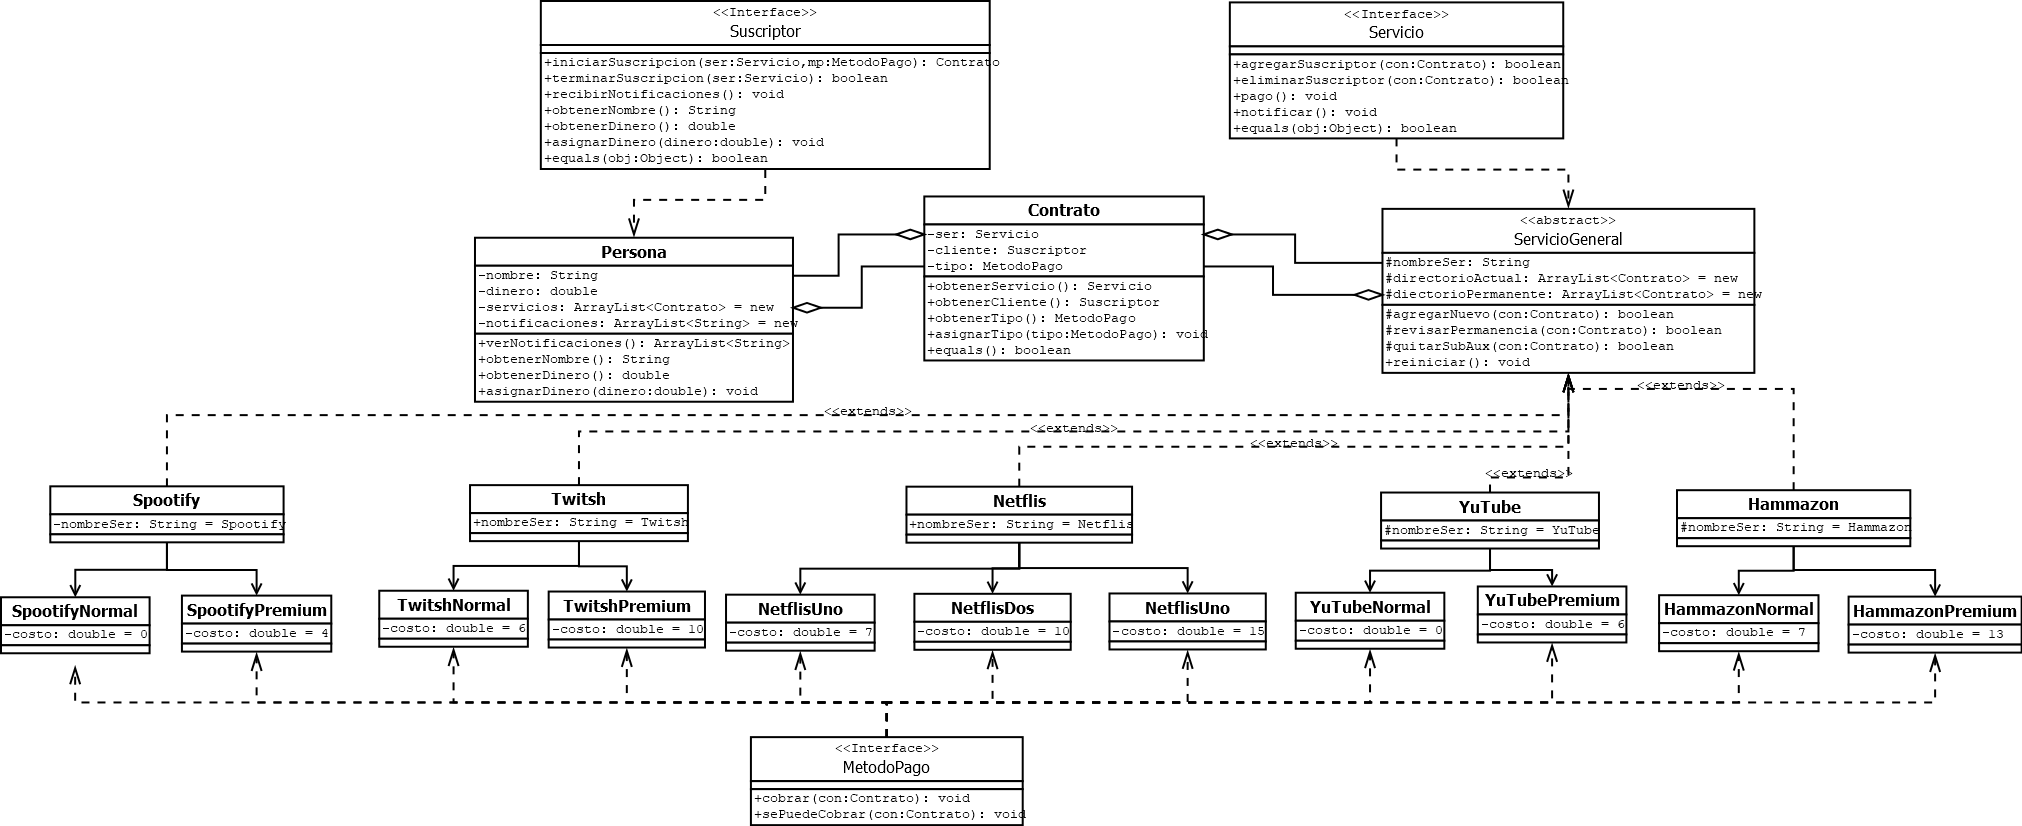 <<Interface>>
Suscriptor
+iniciarSuscripcion(ser:Servicio,mp:MetodoPago): Contrato
+terminarSuscripcion(ser:Servicio): boolean
+recibirNotificaciones(): void
+obtenerNombre(): String
+obtenerDinero(): double
+asignarDinero(dinero:double): void
+equals(obj:Object): boolean
<<Interface>>
Servicio
+agregarSuscriptor(con:Contrato): boolean
+eliminarSuscriptor(con:Contrato): boolean
+pago(): void
+notificar(): void
+equals(obj:Object): boolean
Persona
-nombre: String
-dinero: double
-servicios: ArrayList<Contrato> = new
-notificaciones: ArrayList<String> = new
+verNotificaciones(): ArrayList<String>
+obtenerNombre(): String
+obtenerDinero(): double
+asignarDinero(dinero:double): void
Contrato
-ser: Servicio
-cliente: Suscriptor
-tipo: MetodoPago
+obtenerServicio(): Servicio
+obtenerCliente(): Suscriptor
+obtenerTipo(): MetodoPago
+asignarTipo(tipo:MetodoPago): void
+equals(): boolean
<<abstract>>
ServicioGeneral
#nombreSer: String
#directorioActual: ArrayList<Contrato> = new
#diectorioPermanente: ArrayList<Contrato> = new
#agregarNuevo(con:Contrato): boolean
#revisarPermanencia(con:Contrato): boolean
#quitarSubAux(con:Contrato): boolean
+reiniciar(): void
<<extends>>
<<extends>>
<<extends>>
<<extends>>
<<extends>>
Spootify
-nombreSer: String = Spootify
Twitsh
+nombreSer: String = Twitsh
Netflis
+nombreSer: String = Netflis
YuTube
#nombreSer: String = YuTube
Hammazon
#nombreSer: String = Hammazon
SpootifyNormal
-costo: double = 0
SpootifyPremium
-costo: double = 4
TwitshNormal
-costo: double = 6
TwitshPremium
-costo: double = 10
NetflisUno
-costo: double = 7
NetflisDos
-costo: double = 10
NetflisUno
-costo: double = 15
YuTubeNormal
-costo: double = 0
YuTubePremium
-costo: double = 6
HammazonNormal
-costo: double = 7
HammazonPremium
-costo: double = 13
<<Interface>>
MetodoPago
+cobrar(con:Contrato): void
+sePuedeCobrar(con:Contrato): void